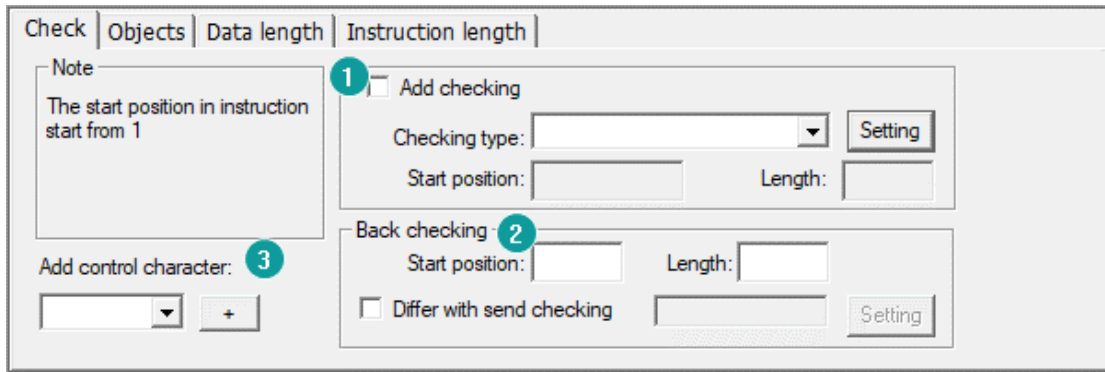 Check Objects Data length Instruction length
Note
The start position in instruction
start from 1
1
Add checking
Checking type:
Setting
Start position:
Length:
Back checking
2
Start position:
Length:
Differ with send checking
Setting
Add control character:
3
+